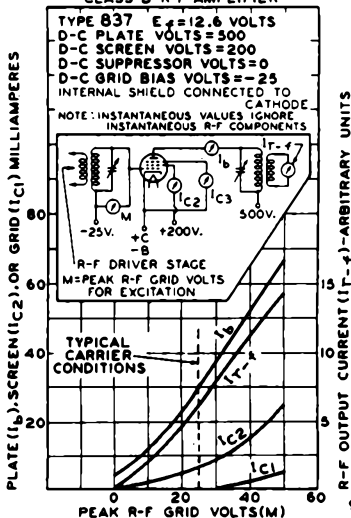 CLASS B R-F AMPLIFIER
TYPE 837 Ef=12.6 VOLTS
D-C PLATE VOLTS=500
D-C SCREEN VOLTS=200
D-C SUPPRESSOR VOLTS=0
D-C GRID BIAS VOLTS=-25
INTERNAL SHIELD CONNECTED TO
CATHODE
NOTE: INSTANTANEOUS VALUES IGNORE
INSTANTANEOUS R-F COMPONENTS
Ib
IT-f
M
IC2
IC3
-25V.
+C
-B
+200V.
500V.
R-F DRIVER STAGE
M=PEAK R-F GRID VOLTS
FOR EXCITATION
TYPICAL
CARRIER
CONDITIONS
Ib
IT-f
IC2
IC1
80
60
40
20
15
10
5
0
20
40
60
PEAK R-F GRID VOLTS(M)
PLATE(Ib), SCREEN(IC2), OR GRID(IC1) MILLIAMPERES
R-F OUTPUT CURRENT(IT-f)-ARBITRARY UNITS